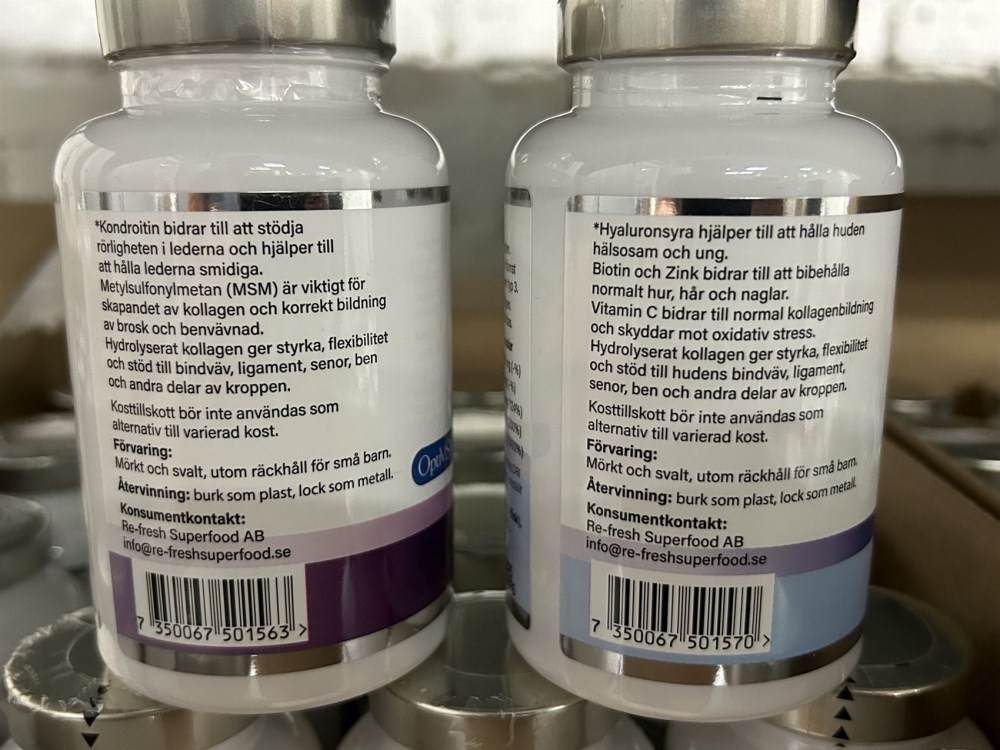 *Kondroitin bidrar till att stödja
rörligheten i lederna och hjälper till
att hålla lederna smidiga.
Metylsulfonylmetan (MSM) är viktigt för
skapandet av kollagen och korrekt bildning
av brosk och benvävnad.
Hydrolyserat kollagen ger styrka, flexibilitet
och stöd till bindväv, ligament, senor, ben
och andra delar av kroppen.
Kosttillskott bör inte användas som
alternativ till varierad kost.
Förvaring:
Mörkt och svalt, utom räckhåll för små barn.
Återvinning: burk som plast, lock som metall.
Konsumentkontakt:
Re-fresh Superfood AB
info@re-freshsuperfood.se
7 350067 501563 >
*Hyaluronsyra hjälper till att hålla huden
hälsosam och ung.
Biotin och Zink bidrar till att bibehålla
normalt hur, hår och naglar.
Vitamin C bidrar till normal kollagenbildning
och skyddar mot oxidativ stress.
Hydrolyserat kollagen ger styrka, flexibilitet
och stöd till hudens bindväv, ligament,
senor, ben och andra delar av kroppen.
Kosttillskott bör inte användas som
alternativ till varierad kost.
Förvaring:
Mörkt och svalt, utom räckhåll för små barn.
Återvinning: burk som plast, lock som metall.
Konsumentkontakt:
Re-fresh Superfood AB
info@re-freshsuperfood.se
7 350067 501570 >